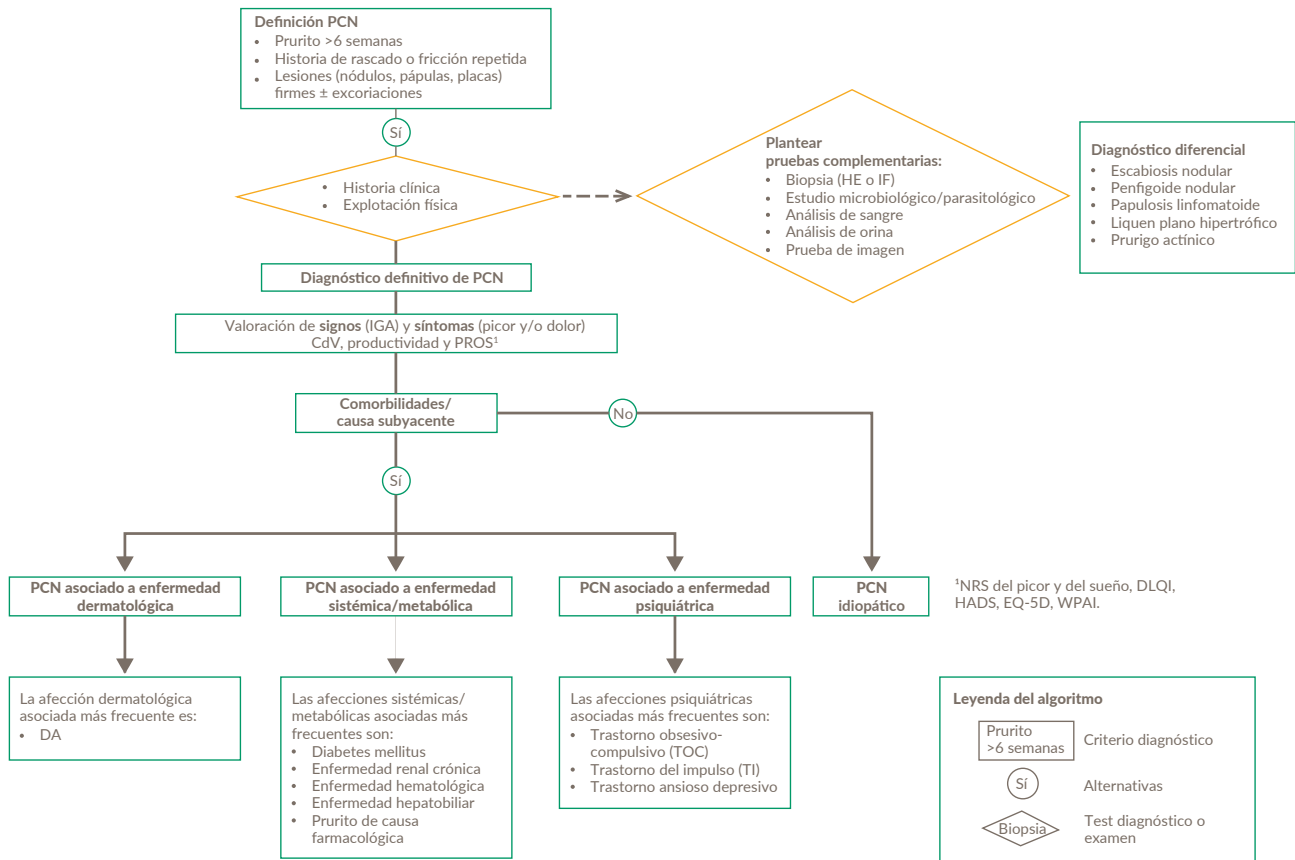 Definición PCN
• Prurito >6 semanas
• Historia de rascado o fricción repetida
• Lesiones (nódulos, pápulas, placas)
firmes ± excoriaciones
Sí
• Historia clínica
• Explotación física
Plantear
pruebas complementarias:
• Biopsia (HE o IF)
• Estudio microbiológico/parasitológico
• Análisis de sangre
• Análisis de orina
• Prueba de imagen
Diagnóstico diferencial
• Escabiosis nodular
• Penfigoide nodular
• Papulosis linfomatoide
• Liquen plano hipertrófico
• Prurigo actínico
Diagnóstico definitivo de PCN
Valoración de signos (IGA) y síntomas (picor y/o dolor)
CdV, productividad y PROS¹
Comorbilidades/
causa subyacente
No
Sí
PCN asociado a enfermedad
dermatológica
PCN asociado a enfermedad
sistémica/metabólica
PCN asociado a enfermedad
psiquiátrica
PCN
idiopático
¹NRS del picor y del sueño, DLQI,
HADS, EQ-5D, WPAI.
La afección dermatológica
asociada más frecuente es:
• DA
Las afecciones sistémicas/
metabólicas asociadas más
frecuentes son:
• Diabetes mellitus
• Enfermedad renal crónica
• Enfermedad hematológica
• Enfermedad hepatobiliar
• Prurito de causa
farmacológica
Las afecciones psiquiátricas
asociadas más frecuentes son:
• Trastorno obsesivo-
compulsivo (TOC)
• Trastorno del impulso (TI)
• Trastorno ansioso depresivo
Leyenda del algoritmo
Prurito
>6 semanas
Criterio diagnóstico
Sí
Alternativas
Biopsia
Test diagnóstico o
examen